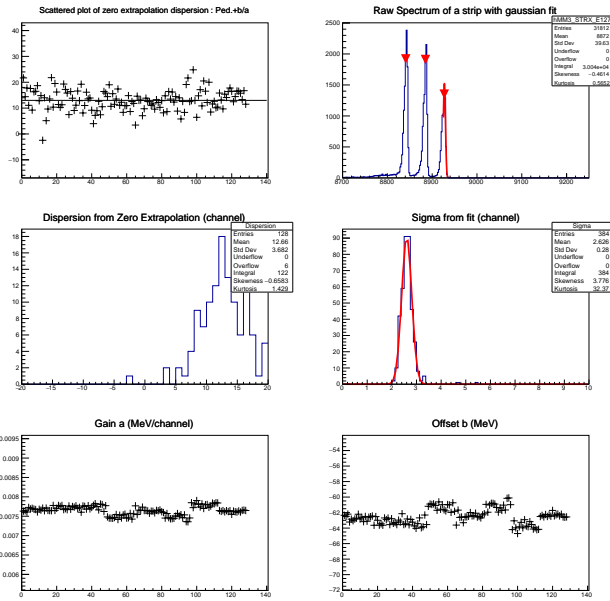 Scattered plot of zero extrapolation dispersion : Ped.+b/a
40
30
20
10
0
−10
0 20 40 60 80 100 120 140
Raw Spectrum of a strip with gaussian fit
hMM3_STRX_E127
Entries 31812
Mean 8872
Std Dev 39.63
Underflow 0
Overflow 0
Integral 3.004e+04
Skewness −0.4614
Kurtosis 0.5652
2500
2000
1500
1000
500
0
8700 8800 8900 9000 9100 9200
Dispersion from Zero Extrapolation (channel)
Dispersion
Entries 128
Mean 12.66
Std Dev 3.682
Underflow 0
Overflow 6
Integral 122
Skewness −0.6583
Kurtosis 1.429
18
16
14
12
10
8
6
4
2
0
−20 −15 −10 −5 0 5 10 15 20
Sigma from fit (channel)
Sigma
Entries 384
Mean 2.626
Std Dev 0.28
Underflow 0
Overflow 0
Integral 384
Skewness 3.776
Kurtosis 32.37
90
80
70
60
50
40
30
20
10
0
0 1 2 3 4 5 6 7 8 9 10
Gain a (MeV/channel)
0.0095
0.009
0.0085
0.008
0.0075
0.007
0.0065
0.006
0 20 40 60 80 100 120 140
Offset b (MeV)
−54
−56
−58
−60
−62
−64
−66
−68
−70
−72
0 20 40 60 80 100 120 140